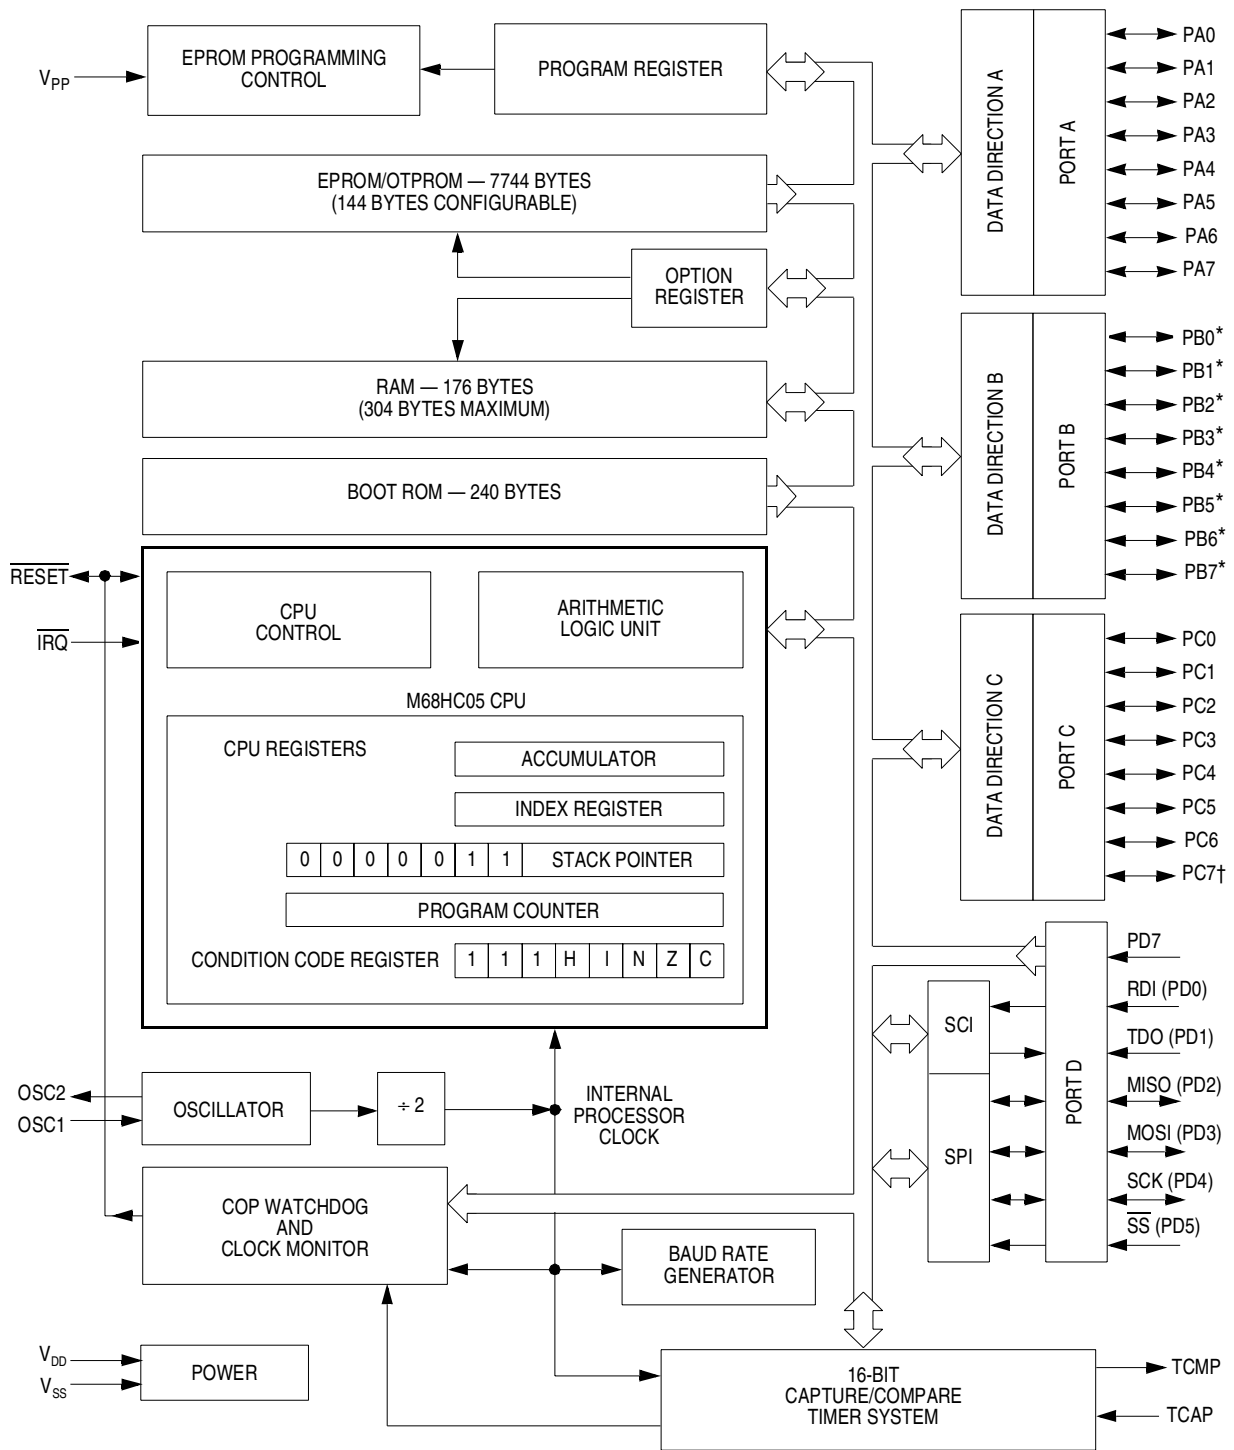 EPROM PROGRAMMING
CONTROL
PROGRAM REGISTER
VPP
EPROM/OTPROM — 7744 BYTES
(144 BYTES CONFIGURABLE)
OPTION
REGISTER
RAM — 176 BYTES
(304 BYTES MAXIMUM)
BOOT ROM — 240 BYTES
RESET
IRQ
CPU
CONTROL
ARITHMETIC
LOGIC UNIT
M68HC05 CPU
CPU REGISTERS
ACCUMULATOR
INDEX REGISTER
0 0 0 0 0 1 1 STACK POINTER
PROGRAM COUNTER
CONDITION CODE REGISTER 1 1 1 H I N Z C
OSC2
OSC1
OSCILLATOR
÷ 2
INTERNAL
PROCESSOR
CLOCK
COP WATCHDOG
AND
CLOCK MONITOR
BAUD RATE
GENERATOR
VDD
VSS
POWER
16-BIT
CAPTURE/COMPARE
TIMER SYSTEM
TCMP
TCAP
DATA DIRECTION A
PORT A
PA0
PA1
PA2
PA3
PA4
PA5
PA6
PA7
DATA DIRECTION B
PORT B
PB0*
PB1*
PB2*
PB3*
PB4*
PB5*
PB6*
PB7*
DATA DIRECTION C
PORT C
PC0
PC1
PC2
PC3
PC4
PC5
PC6
PC7†
SCI
SPI
PORT D
PD7
RDI (PD0)
TDO (PD1)
MISO (PD2)
MOSI (PD3)
SCK (PD4)
SS (PD5)